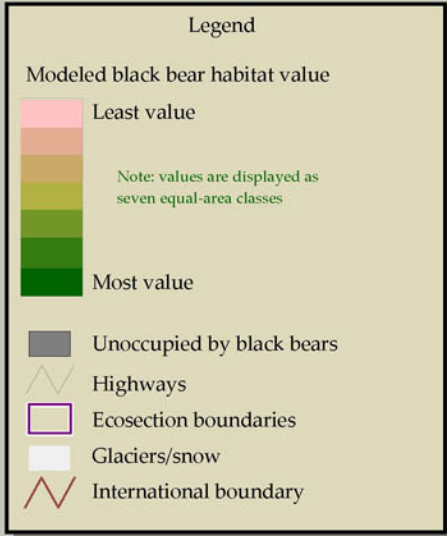 Legend
Modeled black bear habitat value
Least value
Note: values are displayed as
seven equal-area classes
Most value
Unoccupied by black bears
Highways
Ecosection boundaries
Glaciers/snow
International boundary